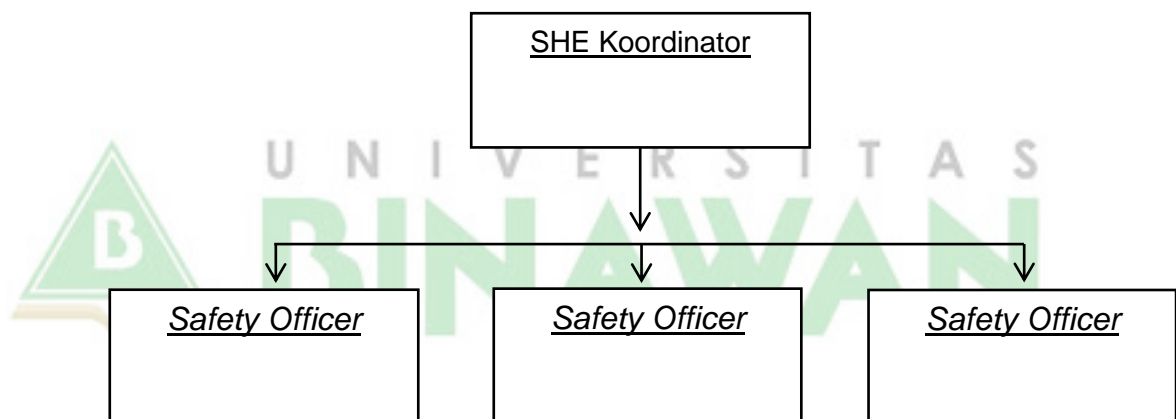 SHE Koordinator
UNIVERSITAS
B BINAWAN
Safety Officer
Safety Officer
Safety Officer